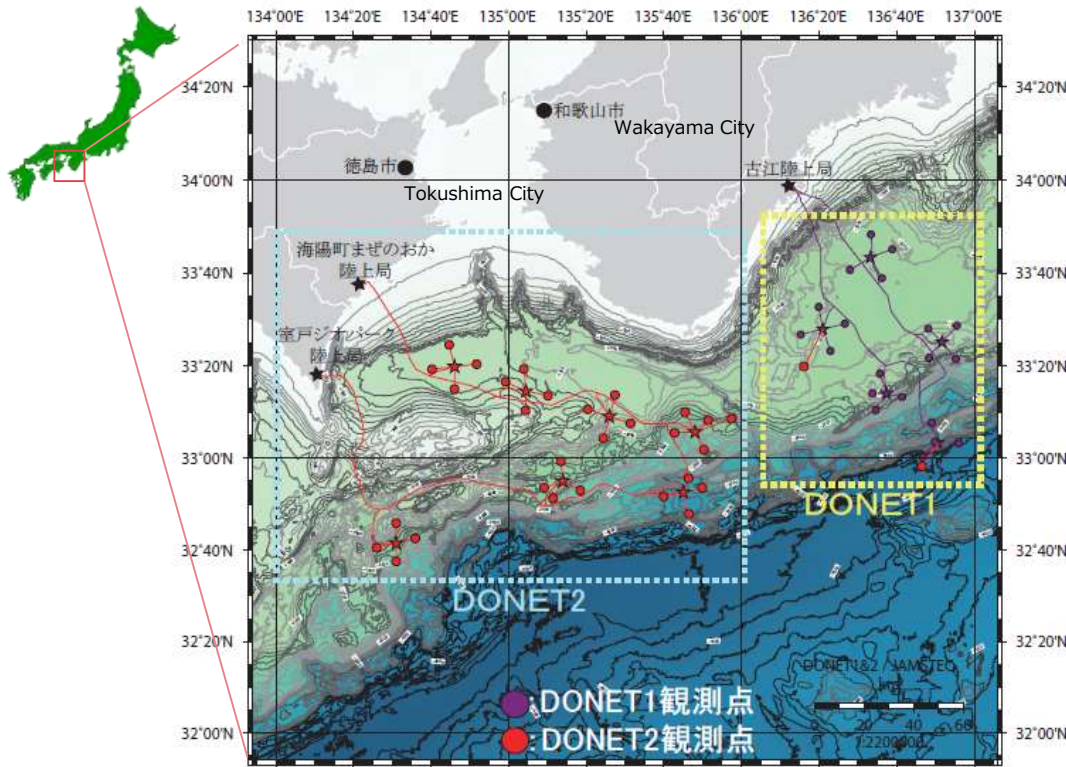 134°00'E 134°20' 134°40' 135°00' 135°20' 135°40' 136°00' 136°20' 136°40' 137°00'E
34°20' 34°20'
和歌山市
Wakayama City
徳島市
古江陸上局
34°00'N 34°00'N
Tokushima City
海陽町まぜのおか
陸上局
33°40'N 33°40'N
室戸ジオパーク
陸上局
33°20'N 33°20'N
33°00'N 33°00'N
DONET1
32°40'N 32°40'N
DONET2
32°20'N 32°20'N
DONET1&2 / JAMSTEC
km
:DONET1観測点
0 20 40 60
:DONET2観測点
32°00'N 32°00'N